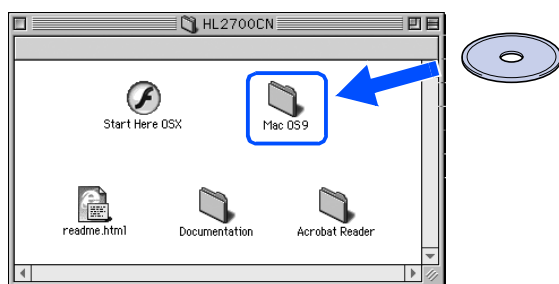 HL2700CN
Start Here OSX
Mac OS9
readme.html
Documentation
Acrobat Reader